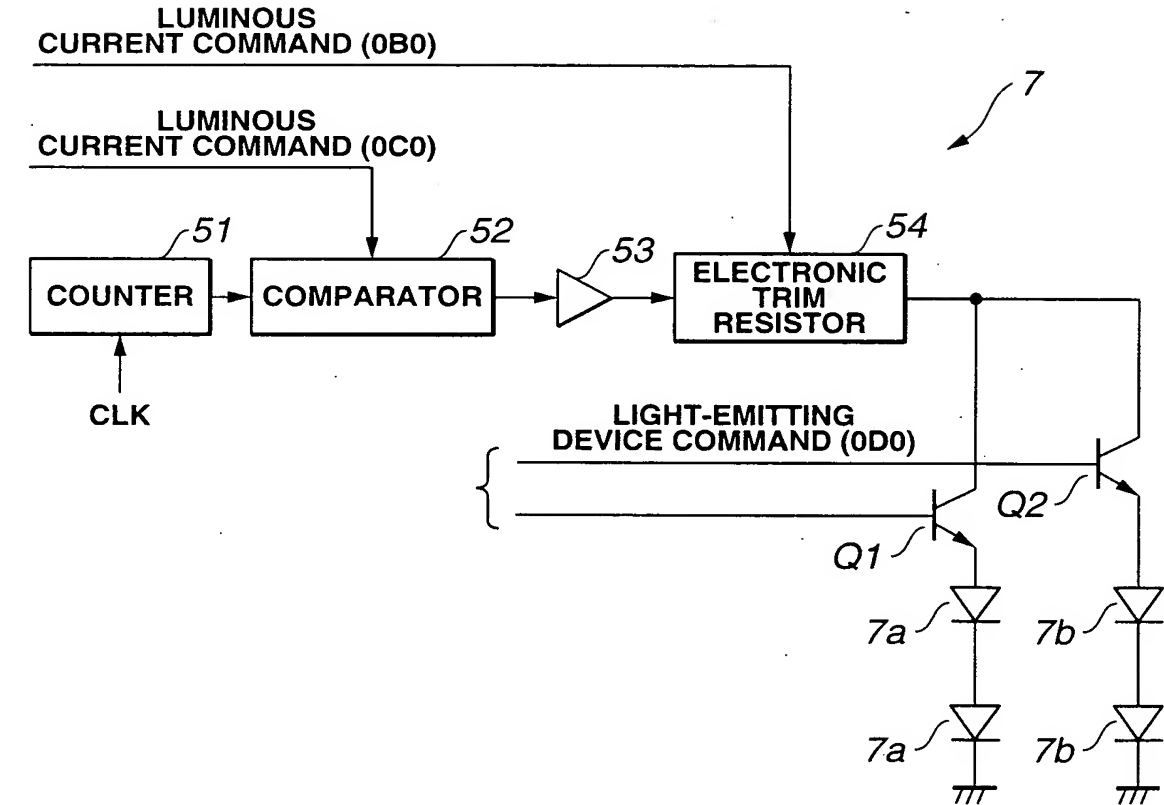 LUMINOUS
CURRENT COMMAND (0B0)
7
LUMINOUS
CURRENT COMMAND (0C0)
51
52
53
54
COUNTER
COMPARATOR
ELECTRONIC
TRIM
RESISTOR
CLK
LIGHT-EMITTING
DEVICE COMMAND (0D0)
Q2
Q1
7a
7b
7a
7b